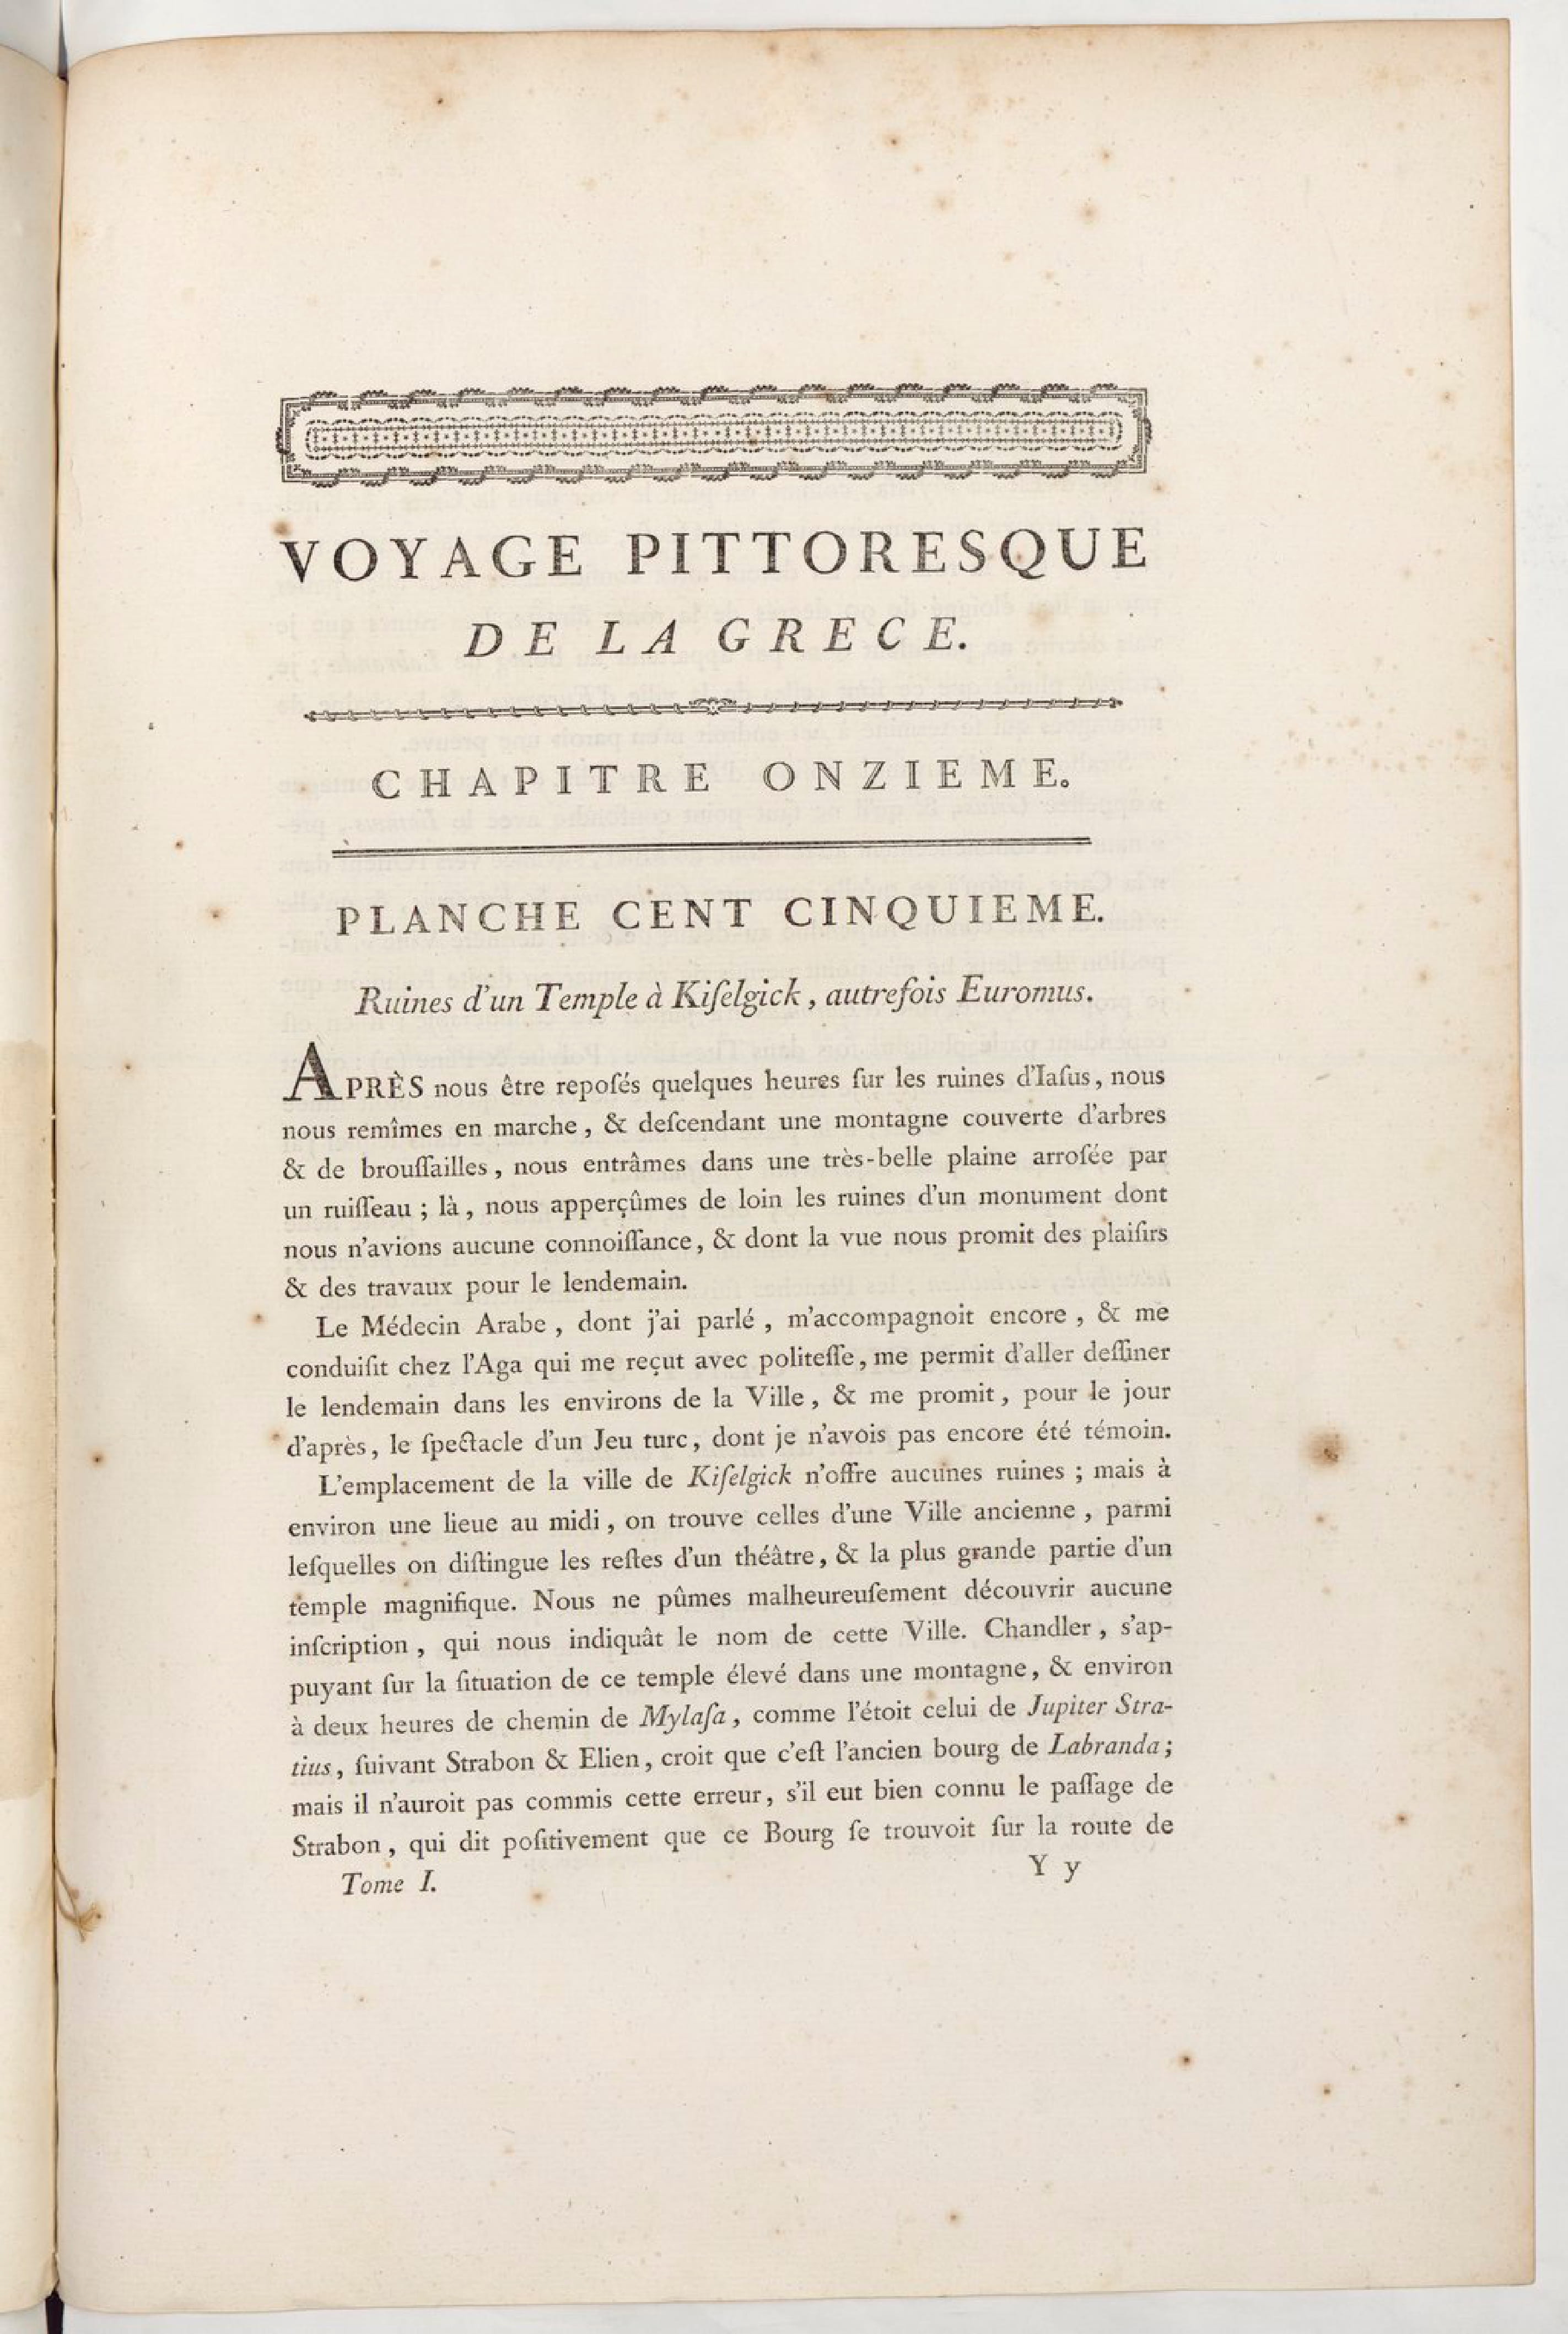 VOYAGE PITTORESQUE
DE LA GRECE.
CHAPITRE ONZIEME.
PLANCHE CENT CINQUIEME.
Ruines d'un Temple à Kiſelgick, autrefois Euromus.
APRÈS nous être repoſés quelques heures ſur les ruines d'Iaſus, nous
nous remîmes en marche, & deſcendant une montagne couverte d'arbres
& de brouſſailles, nous entrâmes dans une très-belle plaine arroſée par
un ruiſſeau ; là, nous apperçûmes de loin les ruines d'un monument dont
nous n'avions aucune connoiſſance, & dont la vue nous promit des plaiſirs
& des travaux pour le lendemain.
Le Médecin Arabe, dont j'ai parlé, m'accompagnoit encore, & me
conduiſit chez l'Aga qui me reçut avec politeſſe, me permit d'aller deſſiner
le lendemain dans les environs de la Ville, & me promit, pour le jour
d'après, le ſpectacle d'un Jeu turc, dont je n'avois pas encore été témoin.
L'emplacement de la ville de Kiſelgick n'offre aucunes ruines ; mais à
environ une lieue au midi, on trouve celles d'une Ville ancienne, parmi
leſquelles on diſtingue les reſtes d'un théâtre, & la plus grande partie d'un
temple magnifique. Nous ne pûmes malheureuſement découvrir aucune
inſcription, qui nous indiquât le nom de cette Ville. Chandler, s'ap-
puyant ſur la ſituation de ce temple élevé dans une montagne, & environ
à deux heures de chemin de Mylaſa, comme l'étoit celui de Jupiter Stra-
tius, ſuivant Strabon & Elien, croit que c'eſt l'ancien bourg de Labranda ;
mais il n'auroit pas commis cette erreur, s'il eut bien connu le paſſage de
Strabon, qui dit poſitivement que ce Bourg ſe trouvoit ſur la route de
Tome I. Y y